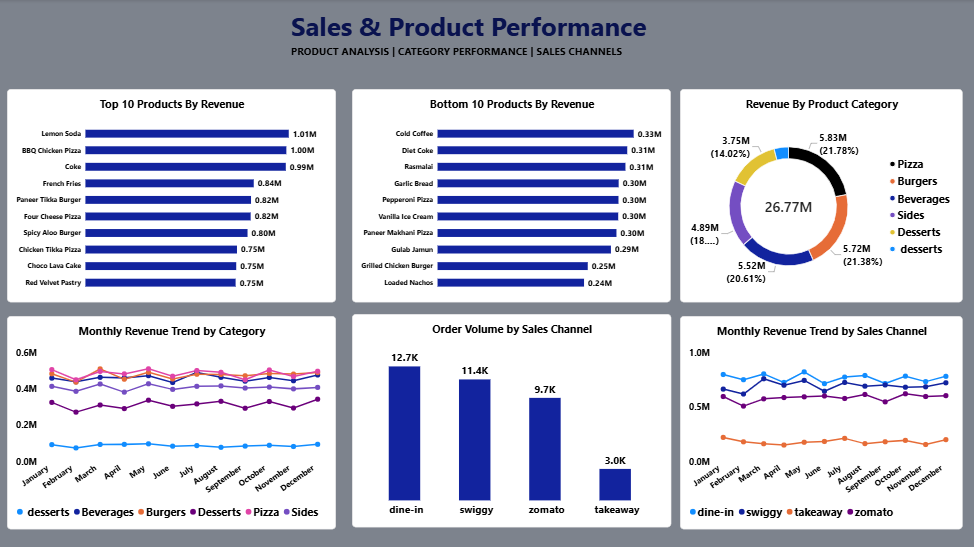 Sales & Product Performance
PRODUCT ANALYSIS | CATEGORY PERFORMANCE | SALES CHANNELS
Top 10 Products By Revenue
Lemon Soda 1.01M
BBQ Chicken Pizza 1.00M
Coke 0.99M
French Fries 0.84M
Paneer Tikka Burger 0.82M
Four Cheese Pizza 0.82M
Spicy Aloo Burger 0.80M
Chicken Tikka Pizza 0.75M
Choco Lava Cake 0.75M
Red Velvet Pastry 0.75M
Bottom 10 Products By Revenue
Cold Coffee 0.33M
Diet Coke 0.31M
Rasmalai 0.31M
Garlic Bread 0.30M
Pepperoni Pizza 0.30M
Vanilla Ice Cream 0.30M
Paneer Makhani Pizza 0.30M
Gulab Jamun 0.29M
Grilled Chicken Burger 0.25M
Loaded Nachos 0.24M
Revenue By Product Category
3.75M
(14.02%)
5.83M
(21.78%)
26.77M
4.89M
(18....)
5.52M
(20.61%)
5.72M
(21.38%)
Pizza
Burgers
Beverages
Sides
Desserts
desserts
Monthly Revenue Trend by Category
0.6M
0.4M
0.2M
0.0M
January February March April May June July August September October November December
desserts Beverages Burgers Desserts Pizza Sides
Order Volume by Sales Channel
12.7K
11.4K
9.7K
3.0K
dine-in swiggy zomato takeaway
Monthly Revenue Trend by Sales Channel
1.0M
0.5M
0.0M
January February March April May June July August September October November December
dine-in swiggy takeaway zomato